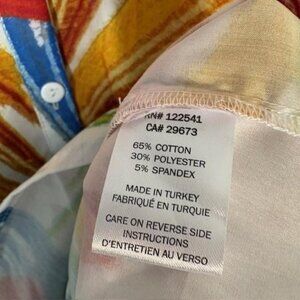 RN# 122541
CA# 29673
65% COTTON
30% POLYESTER
5% SPANDEX
MADE IN TURKEY
FABRIQUÉ EN TURQUIE
CARE ON REVERSE SIDE
INSTRUCTIONS
D'ENTRETIEN AU VERSO